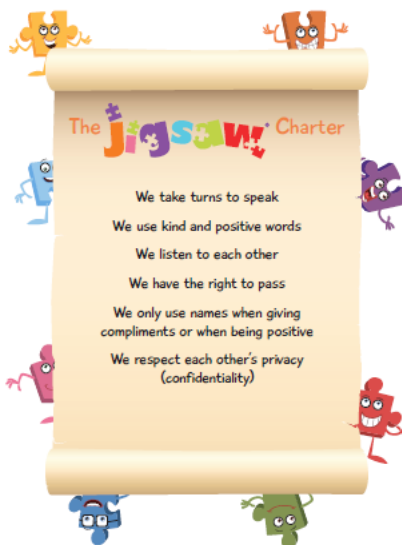 The Jigsaw Charter
We take turns to speak
We use kind and positive words
We listen to each other
We have the right to pass
We only use names when giving
compliments or when being positive
We respect each other's privacy
(confidentiality)